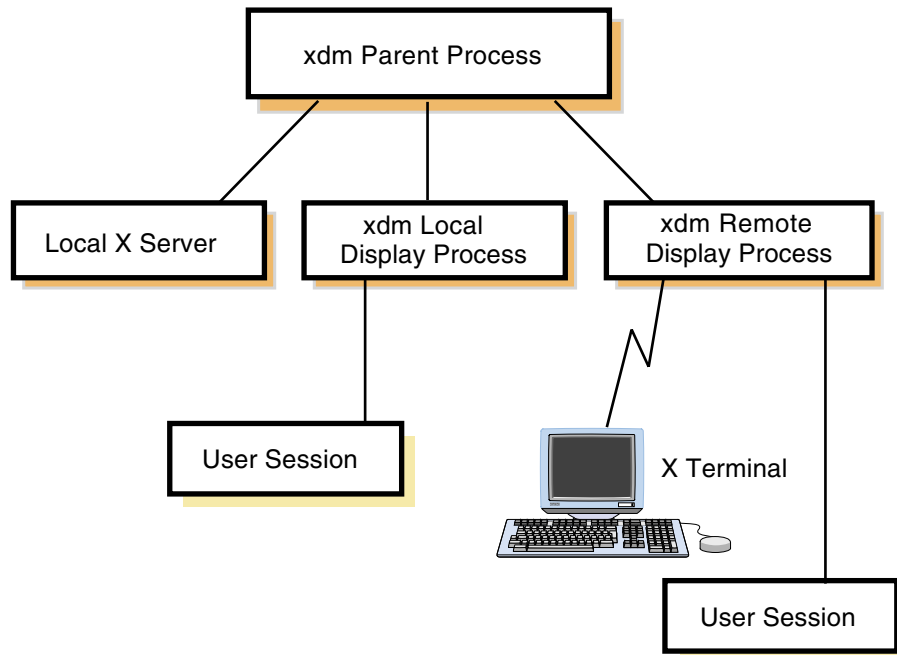 xdm Parent Process
Local X Server
xdm Local
Display Process
xdm Remote
Display Process
User Session
X Terminal
User Session